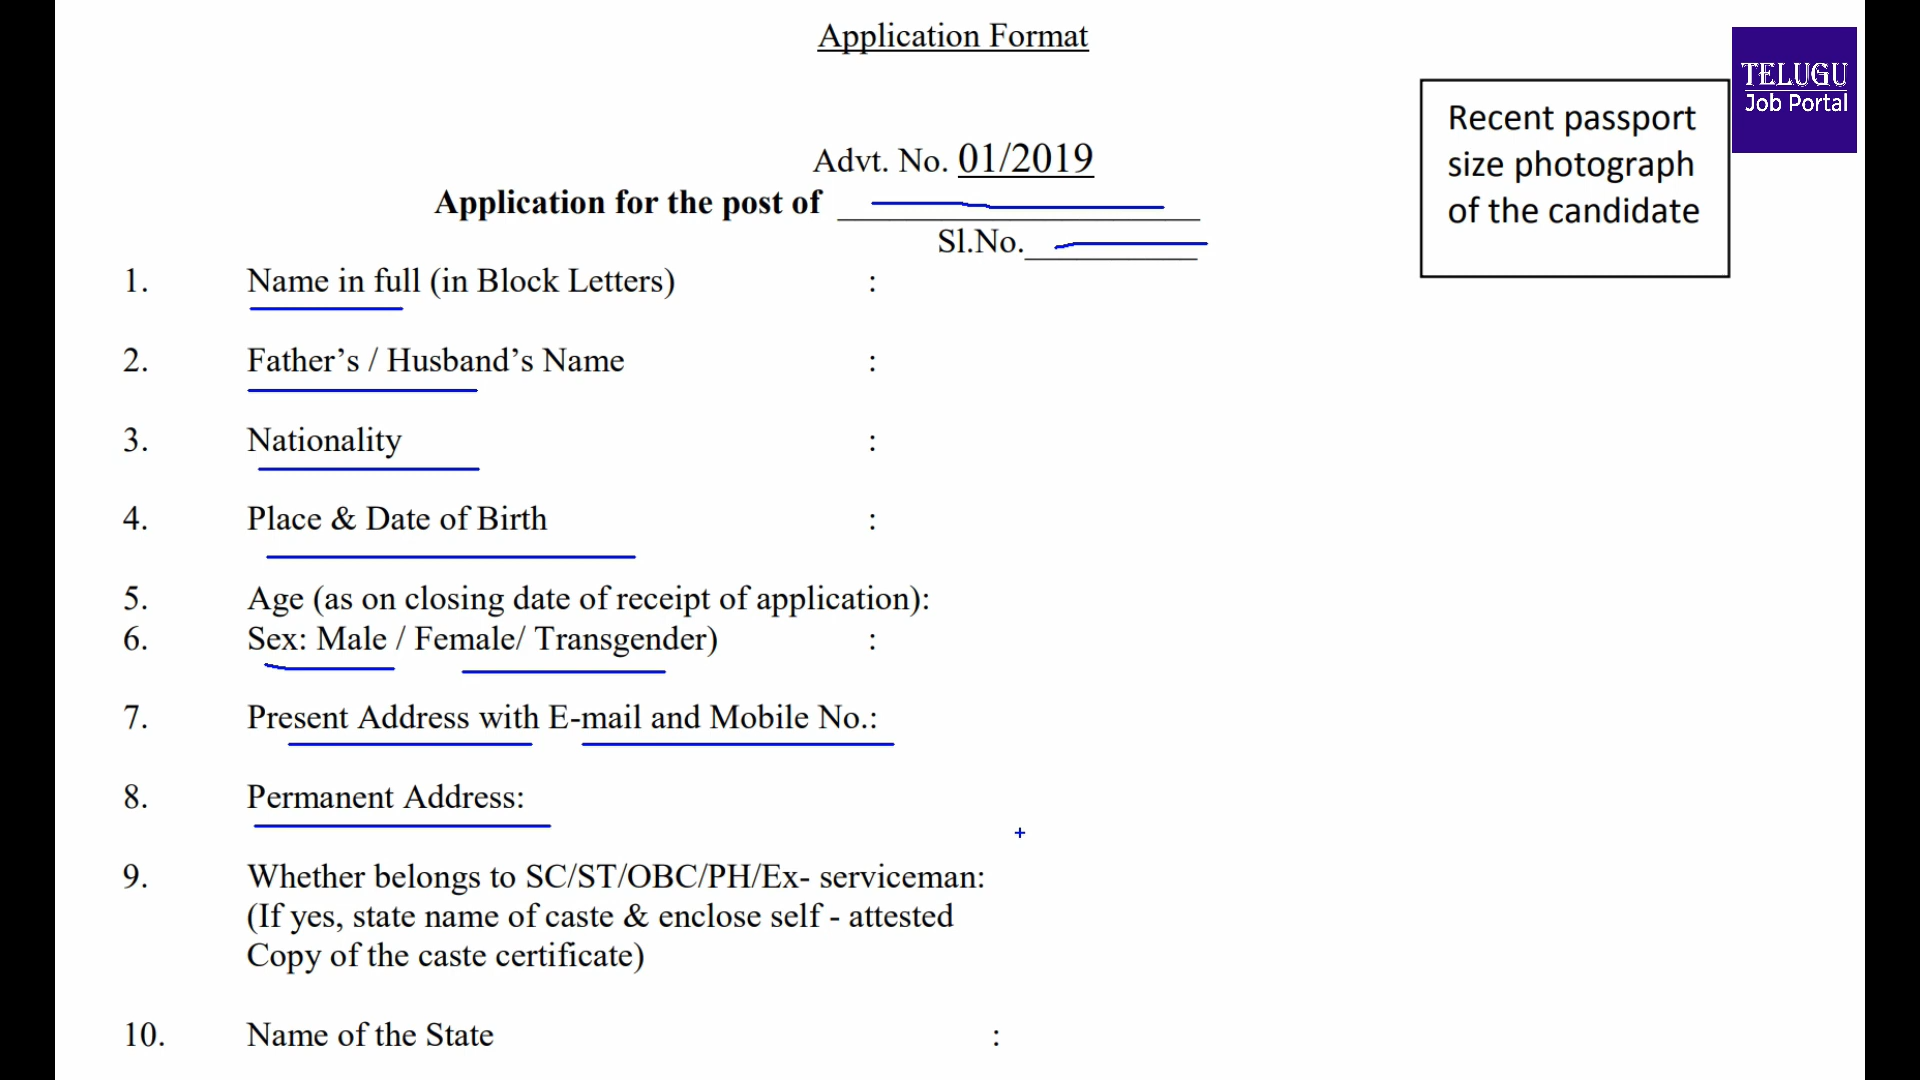 Application Format
TELUGU
Job Portal
Recent passport
size photograph
of the candidate
Advt. No. 01/2019
Application for the post of ____________________
Sl.No.__________
1. Name in full (in Block Letters) :
2. Father’s / Husband’s Name :
3. Nationality :
4. Place & Date of Birth :
5. Age (as on closing date of receipt of application):
6. Sex: Male / Female/ Transgender) :
7. Present Address with E-mail and Mobile No.:
8. Permanent Address:
9. Whether belongs to SC/ST/OBC/PH/Ex- serviceman:
(If yes, state name of caste & enclose self - attested
Copy of the caste certificate)
10. Name of the State :